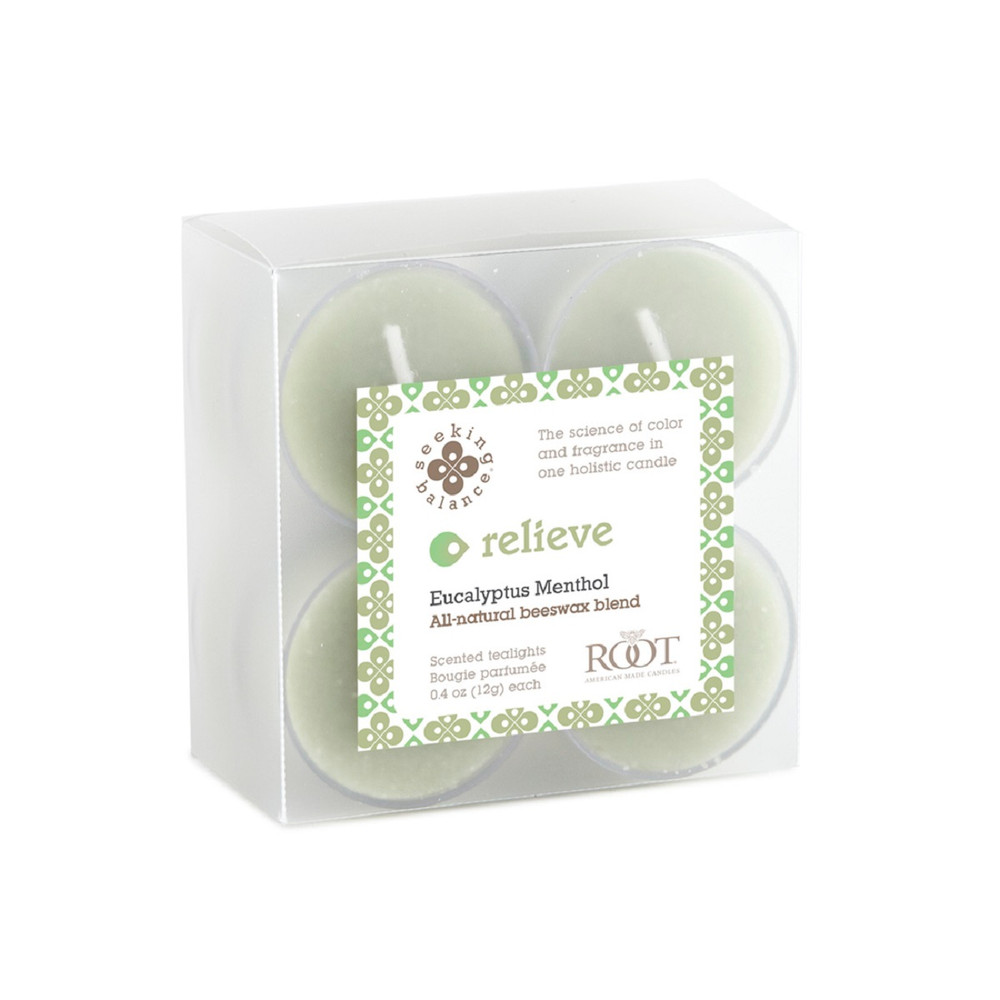 seeking
balance.
The science of color
and fragrance in
one holistic candle
relieve
Eucalyptus Menthol
All-natural beeswax blend
Scented tealights
Bougie parfumée
0.4 oz (12g) each
ROOT
AMERICAN MADE CANDLES